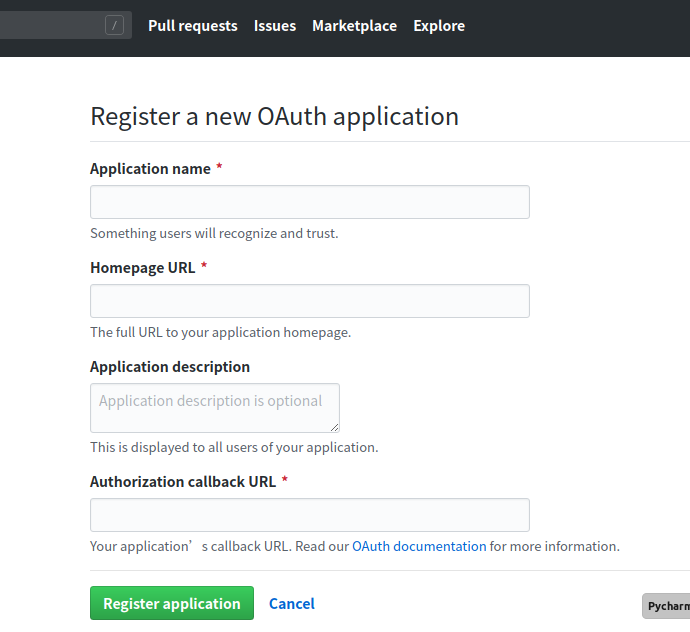 / Pull requests Issues Marketplace Explore
Register a new OAuth application
Application name *
Something users will recognize and trust.
Homepage URL *
The full URL to your application homepage.
Application description
Application description is optional
This is displayed to all users of your application.
Authorization callback URL *
Your application’s callback URL. Read our OAuth documentation for more information.
Register application Cancel
Pycharm